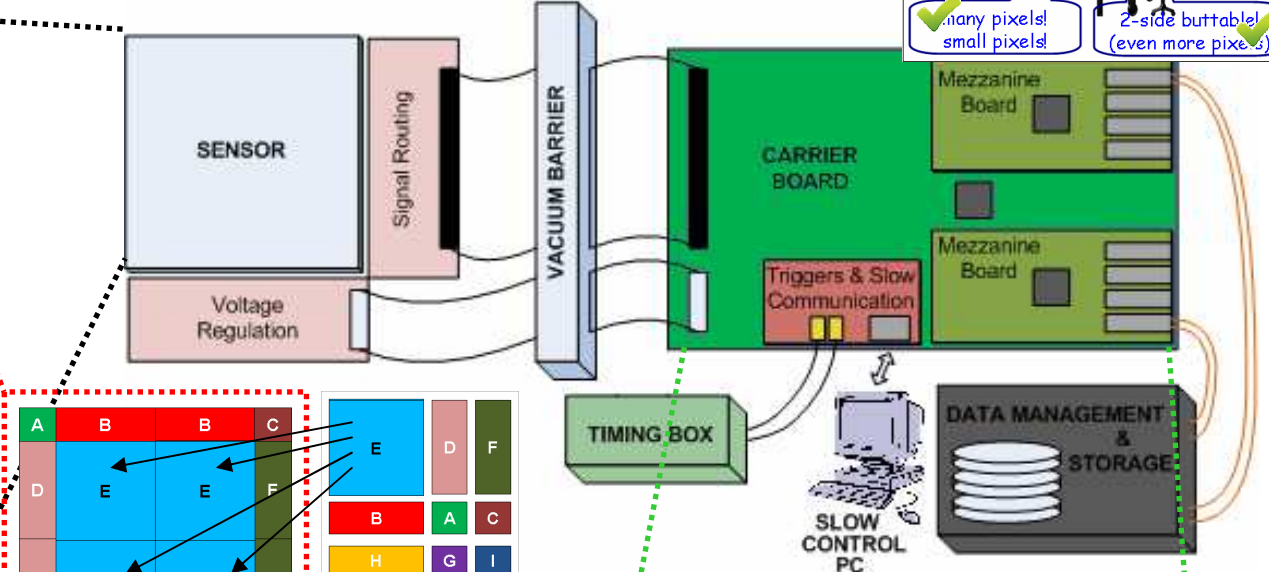 many pixels!
small pixels!
2-side buttable!
(even more pixels)
SENSOR
Signal Routing
VACUUM BARRIER
CARRIER
BOARD
Mezzanine
Board
Mezzanine
Board
Triggers & Slow
Communication
Voltage
Regulation
TIMING BOX
SLOW
CONTROL
PC
DATA MANAGEMENT
&
STORAGE
A B B C
D E E F
E D F
B A C
H G I